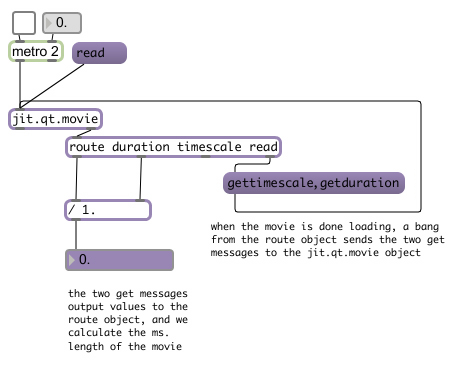 0.
metro 2
read
jit.qt.movie
route duration timescale read
gettimescale,getduration
/ 1.
when the movie is done loading, a bang
from the route object sends the two get
messages to the jit.qt.movie object
0.
the two get messages
output values to the
route object, and we
calculate the ms.
length of the movie